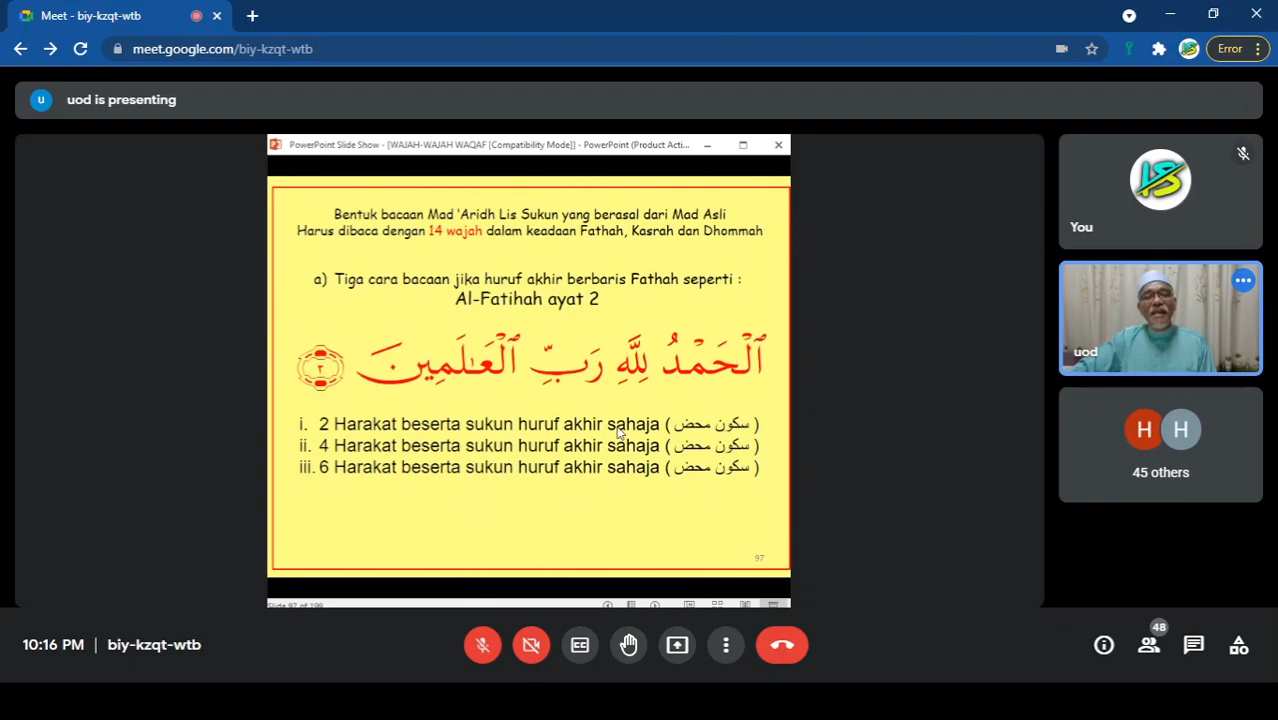 Meet - biy-kzqt-wtb
meet.google.com/biy-kzqt-wtb
Error
u
uod is presenting
PowerPoint Slide Show - [WAJAH-WAJAH WAQAF [Compatibility Mode]] - PowerPoint (Product Acti...
Bentuk bacaan Mad 'Aridh Lis Sukun yang berasal dari Mad Asli
Harus dibaca dengan 14 wajah dalam keadaan Fathah, Kasrah dan Dhommah
a) Tiga cara bacaan jika huruf akhir berbaris Fathah seperti :
Al-Fatihah ayat 2
ٱلْحَمْدُ لِلَّهِ رَبِّ ٱلْعَـٰلَمِينَ ٢
i. 2 Harakat beserta sukun huruf akhir sahaja ( سكون محض )
ii. 4 Harakat beserta sukun huruf akhir sahaja ( سكون محض )
iii. 6 Harakat beserta sukun huruf akhir sahaja ( سكون محض )
97
You
uod
H H
45 others
10:16 PM | biy-kzqt-wtb
CC
48